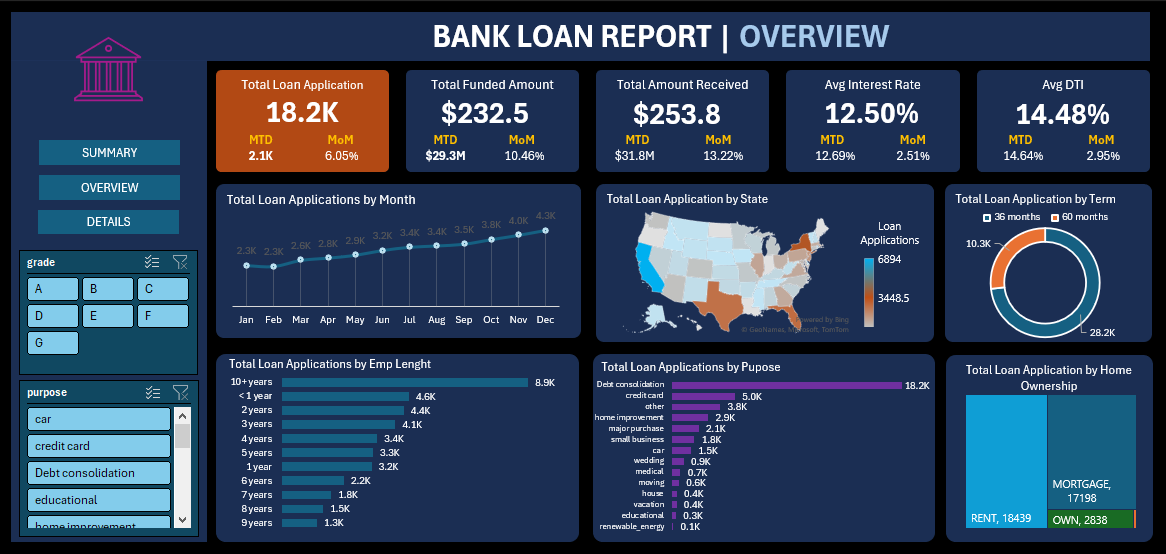 BANK LOAN REPORT | OVERVIEW
SUMMARY
OVERVIEW
DETAILS
grade
A B C
D E F
G
purpose
car
credit card
Debt consolidation
educational
home improvement
Total Loan Application
18.2K
MTD MoM
2.1K 6.05%
Total Funded Amount
$232.5
MTD MoM
$29.3M 10.46%
Total Amount Received
$253.8
MTD MoM
$31.8M 13.22%
Avg Interest Rate
12.50%
MTD MoM
12.69% 2.51%
Avg DTI
14.48%
MTD MoM
14.64% 2.95%
Total Loan Applications by Month
2.3K 2.3K 2.6K 2.8K 2.9K 3.2K 3.4K 3.4K 3.5K 3.8K 4.0K 4.3K
Jan Feb Mar Apr May Jun Jul Aug Sep Oct Nov Dec
Total Loan Application by State
Loan
Applications
6894
3448.5
Powered by Bing
© GeoNames, Microsoft, TomTom
Total Loan Application by Term
36 months 60 months
10.3K
28.2K
Total Loan Applications by Emp Lenght
10+ years 8.9K
< 1 year 4.6K
2 years 4.4K
3 years 4.1K
4 years 3.4K
5 years 3.3K
1 year 3.2K
6 years 2.2K
7 years 1.8K
8 years 1.5K
9 years 1.3K
Total Loan Applications by Pupose
Debt consolidation 18.2K
credit card 5.0K
other 3.8K
home improvement 2.9K
major purchase 2.1K
small business 1.8K
car 1.5K
wedding 0.9K
medical 0.7K
moving 0.6K
house 0.4K
vacation 0.4K
educational 0.3K
renewable_energy 0.1K
Total Loan Application by Home
Ownership
RENT, 18439
MORTGAGE,
17198
OWN, 2838